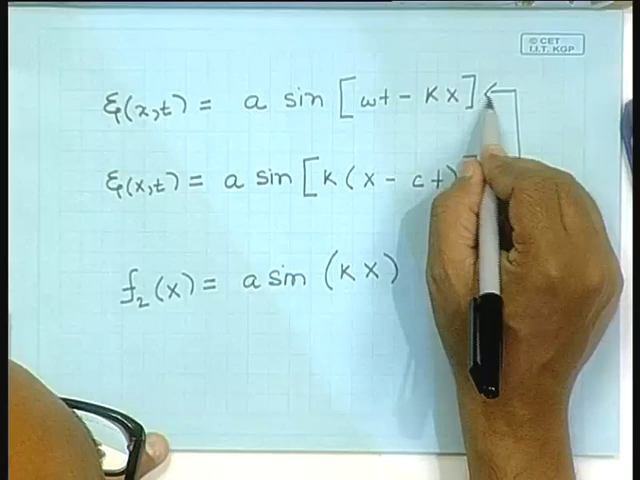 © CET
I.I.T. KGP
ξ(x,t) = a sin [ωt - Kx]
ξ(x,t) = a sin [K(x - ct)
f₂(x) = a sin (Kx)